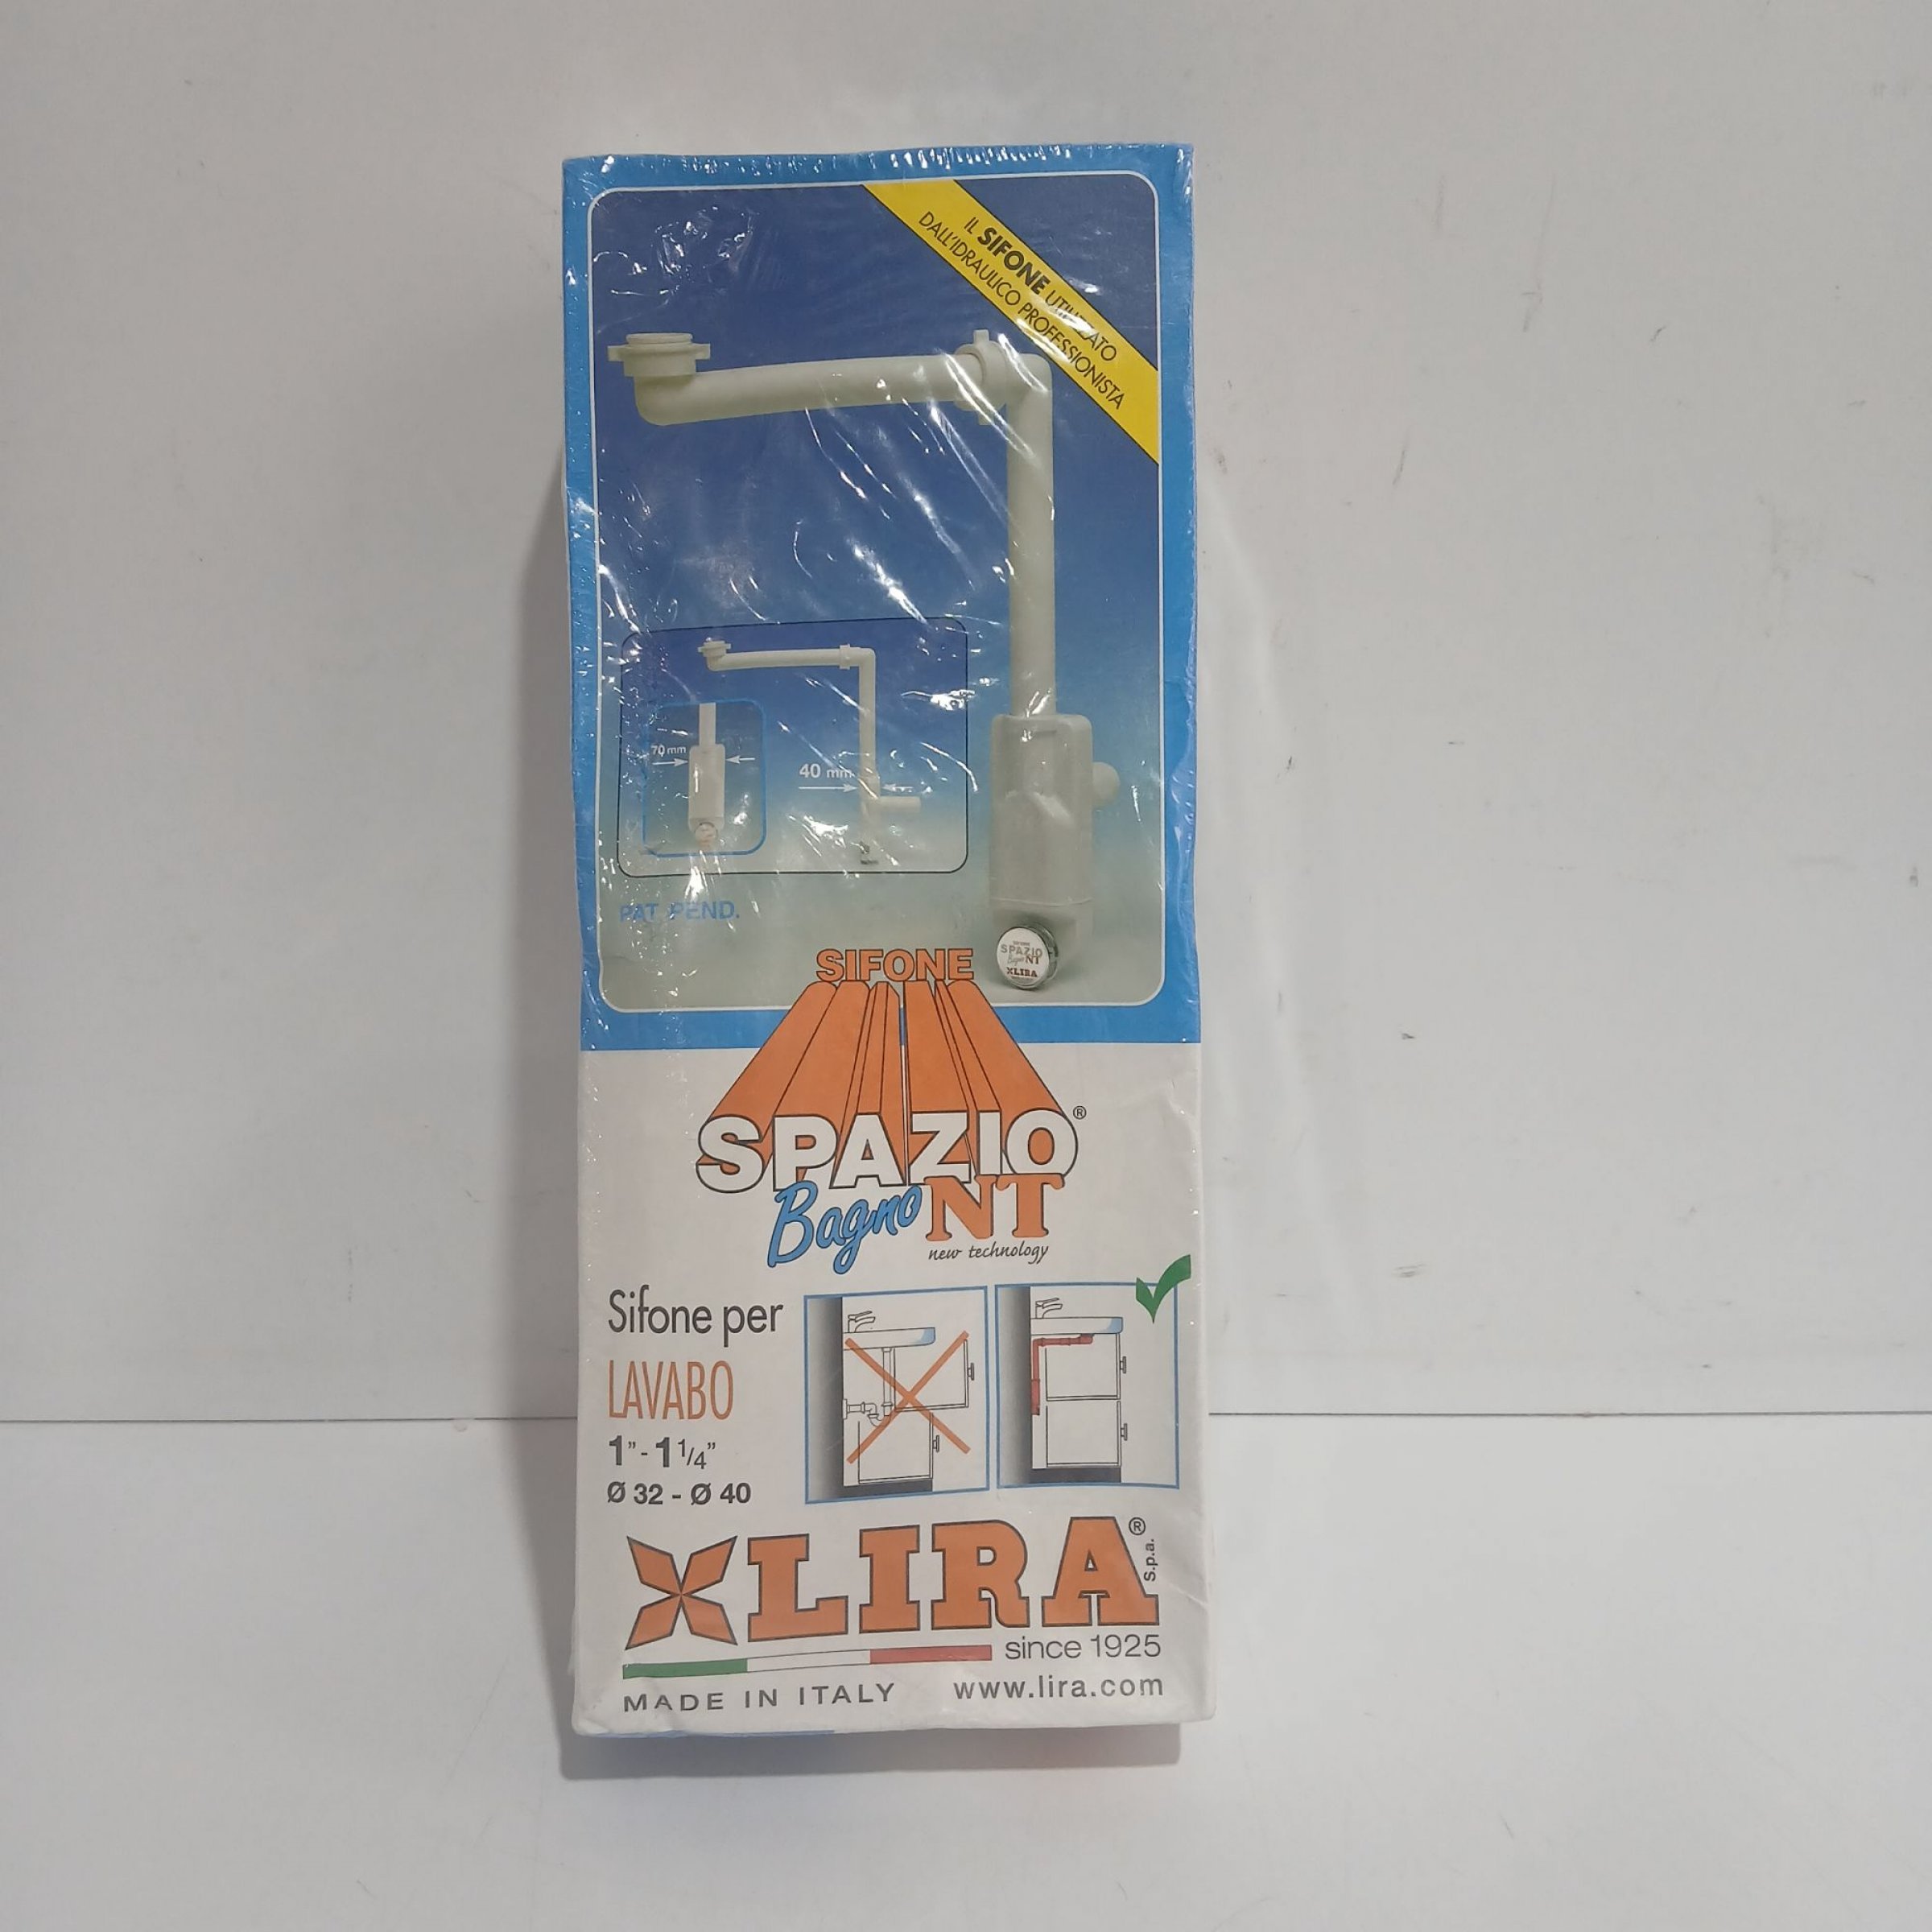 IL SIFONE UTILIZZATO
DALL'IDRAULICO PROFESSIONISTA
70 mm
40 mm
PAT. PEND.
SPAZIO
Bagno NT
XLIRA
SIFONE
SPAZIO®
Bagno NT
new technology
Sifone per
LAVABO
1" - 1 1/4"
Ø 32 - Ø 40
LIRA® S.p.a.
since 1925
MADE IN ITALY www.lira.com